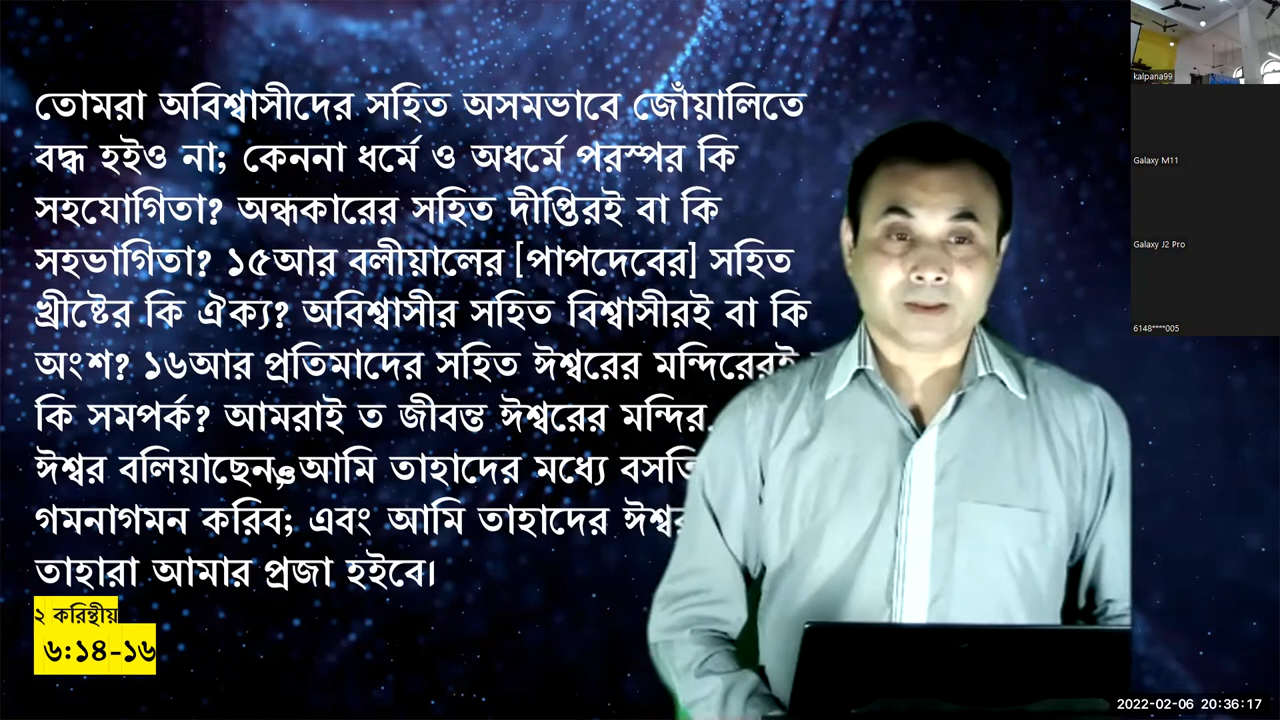 তোমরা অবিশ্বাসীদের সহিত অসমভাবে জোঁয়ালিতে
বদ্ধ হইও না; কেননা ধর্মে ও অধর্মে পরস্পর কি
সহযোগিতা? অন্ধকারের সহিত দীপ্তিরই বা কি
সহভাগিতা? ১৫আর বলীয়ালের [পাপদেবের] সহিত
খ্রীষ্টের কি ঐক্য? অবিশ্বাসীর সহিত বিশ্বাসীরই বা কি
অংশ? ১৬আর প্রতিমাদের সহিত ঈশ্বরের মন্দিরেরই
কি সমপর্ক? আমরাই ত জীবন্ত ঈশ্বরের মন্দির
ঈশ্বর বলিয়াছেন আমি তাহাদের মধ্যে
গমনাগমন করিব; এবং আমি তাহাদের
তাহারা আমার প্রজা হইবে।
২ করিন্থীয়
৬:১৪-১৬
kalpana99
Galaxy M11
Galaxy J2 Pro
6148****005
2022-02-06 20:36:17